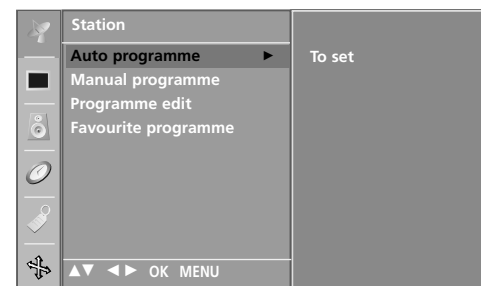 Station
Auto programme ►
To set
Manual programme
Programme edit
Favourite programme
▲▼ ◄► OK MENU